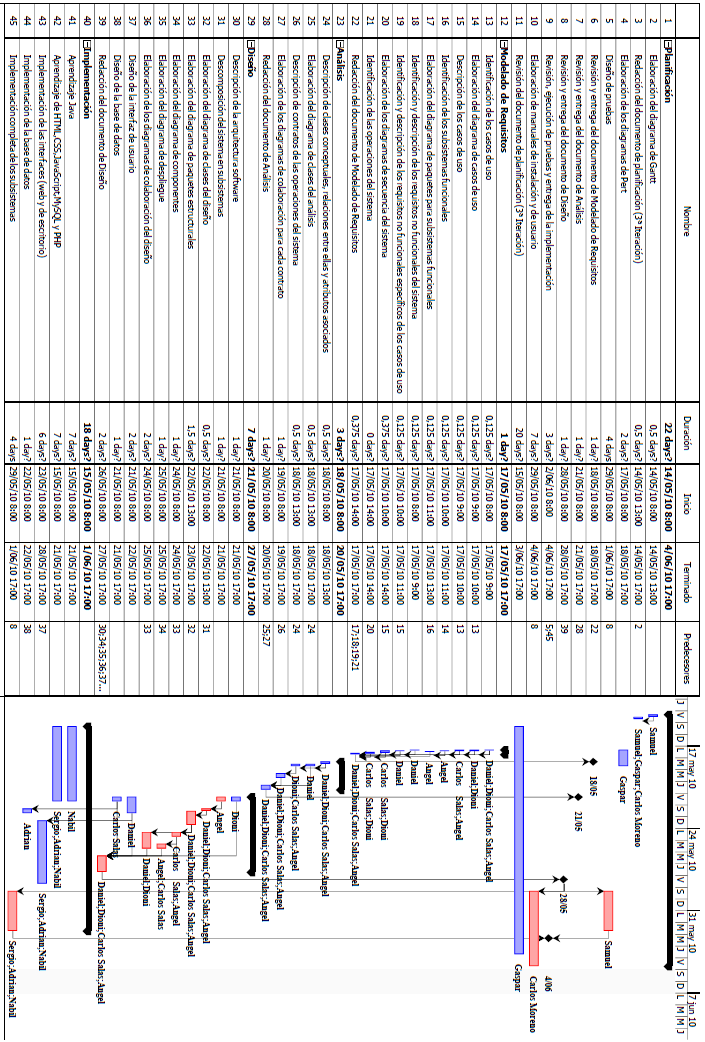 Nombre Duración Inicio Terminado Predecesores
17 may 10 24 may 10 31 may 10 7 jun 10
J V S D L M M J V S D L M M J V S D L M M J V S D L M M J
1 Planificación 22 days? 14/05/10 8:00 4/06/10 17:00
2 Elaboración del diagrama de Gantt 0,5 days? 14/05/10 8:00 14/05/10 13:00 Samuel
3 Redacción del documento de planificación (3ª Iteración) 0,5 days? 14/05/10 13:00 14/05/10 17:00 2 Samuel;Gaspar;Carlos Moreno
4 Elaboración de los diagramas de Pert 2 days? 17/05/10 8:00 18/05/10 17:00 Gaspar
5 Diseño de pruebas 4 days 29/05/10 8:00 1/06/10 17:00 8 Samuel
6 Revisión y entrega del documento de Modelado de Requisitos 1 day? 18/05/10 8:00 18/05/10 17:00 22 18/05
7 Revisión y entrega del documento de Análisis 1 day? 21/05/10 8:00 21/05/10 17:00 28 21/05
8 Revisión y entrega del documento de Diseño 1 day? 28/05/10 8:00 28/05/10 17:00 39 28/05
9 Revisión, ejecución de pruebas y entrega de la implementación 3 days? 2/06/10 8:00 4/06/10 17:00 5;45 4/06
10 Elaboración de manuales de instalación y de usuario 7 days? 29/05/10 8:00 4/06/10 17:00 8 Carlos Moreno
11 Revisión del documento de planificación (3ª Iteración) 20 days? 15/05/10 8:00 3/06/10 17:00 Gaspar
12 Modelado de Requisitos 1 day? 17/05/10 8:00 17/05/10 17:00
13 Identificación de los casos de uso 0,125 days? 17/05/10 8:00 17/05/10 9:00 Daniel;Dioni;Carlos Salas;Angel
14 Elaboración del diagrama de casos de uso 0,125 days? 17/05/10 9:00 17/05/10 10:00 13 Daniel;Dioni
15 Descripción de los casos de uso 0,125 days? 17/05/10 9:00 17/05/10 10:00 13 Carlos Salas;Angel
16 Identificación de los subsistemas funcionales 0,125 days? 17/05/10 10:00 17/05/10 11:00 14 Angel
17 Elaboración del diagrama de paquetes para subsistemas funcionales 0,125 days? 17/05/10 11:00 17/05/10 13:00 16 Angel
18 Identificación y descripción de los requisitos no funcionales del sistema 0,125 days? 17/05/10 8:00 17/05/10 9:00 Daniel
19 Identificación y descripción de los requisitos no funcionales específicos de los casos de uso 0,125 days? 17/05/10 10:00 17/05/10 11:00 15 Daniel
20 Elaboración de los diagramas de secuencia del sistema 0,375 days? 17/05/10 10:00 17/05/10 14:00 15 Carlos Salas;Dioni
21 Identificación de las operaciones del sistema 0 days? 17/05/10 14:00 17/05/10 14:00 20 Carlos Salas;Dioni
22 Redacción del documento de Modelado de Requisitos 0,375 days? 17/05/10 14:00 17/05/10 17:00 17;18;19;21 Daniel;Dioni;Carlos Salas;Angel
23 Análisis 3 days? 18/05/10 8:00 20/05/10 17:00
24 Descripción de clases conceptuales, relaciones entre ellas y atributos asociados 0,5 days? 18/05/10 8:00 18/05/10 13:00 Daniel;Dioni;Carlos Salas;Angel
25 Elaboración del diagrama de clases del análisis 0,5 days? 18/05/10 13:00 18/05/10 17:00 24 Daniel
26 Descripción de contratos de las operaciones del sistema 0,5 days? 18/05/10 13:00 18/05/10 17:00 24 Dioni;Carlos Salas;Angel
27 Elaboración de los diagramas de colaboración para cada contrato 1 day? 19/05/10 8:00 19/05/10 17:00 26 Daniel;Dioni;Carlos Salas;Angel
28 Redacción del documento de Análisis 1 day? 20/05/10 8:00 20/05/10 17:00 25;27 Daniel;Dioni;Carlos Salas;Angel
29 Diseño 7 days? 21/05/10 8:00 27/05/10 17:00
30 Descripción de la arquitectura software 1 day? 21/05/10 8:00 21/05/10 17:00 Dioni
31 Descomposición del sistema en subsistemas 1 day? 21/05/10 8:00 21/05/10 17:00 Angel
32 Elaboración del diagrama de clases del diseño 0,5 days? 22/05/10 8:00 22/05/10 13:00 31 Daniel;Dioni;Carlos Salas;Angel
33 Elaboración del diagrama de paquetes estructurales 1,5 days? 22/05/10 13:00 23/05/10 17:00 32 Daniel;Dioni;Carlos Salas;Angel
34 Elaboración del diagrama de componentes 1 day? 24/05/10 8:00 24/05/10 17:00 33 Carlos Salas;Angel
35 Elaboración del diagrama de despliegue 1 day? 25/05/10 8:00 25/05/10 17:00 34 Angel;Carlos Salas
36 Elaboración de los diagramas de colaboración del diseño 2 days? 24/05/10 8:00 25/05/10 17:00 33 Daniel;Dioni
37 Diseño de la interfaz de usuario 2 days? 21/05/10 8:00 22/05/10 17:00 Daniel
38 Diseño de la base de datos 1 day? 21/05/10 8:00 21/05/10 17:00 Carlos Salas
39 Redacción del documento de Diseño 2 days? 26/05/10 8:00 27/05/10 17:00 30;34;35;36;37... Daniel;Dioni;Carlos Salas;Angel
40 Implementación 18 days? 15/05/10 8:00 1/06/10 17:00
41 Aprendizaje Java 7 days? 15/05/10 8:00 21/05/10 17:00 Nabil
42 Aprendizaje de HTML, CSS,JavaScript,MySQL y PHP 7 days? 15/05/10 8:00 21/05/10 17:00 Sergio;Adrian;Nabil
43 Implementación de las interfaces (web y de escritorio) 6 days? 23/05/10 8:00 28/05/10 17:00 37 Sergio;Adrian;Nabil
44 Implementación de la base de datos 1 day? 22/05/10 8:00 22/05/10 17:00 38 Adrian
45 Implementación completa de los subsistemas 4 days? 29/05/10 8:00 1/06/10 17:00 8 Sergio;Adrian;Nabil